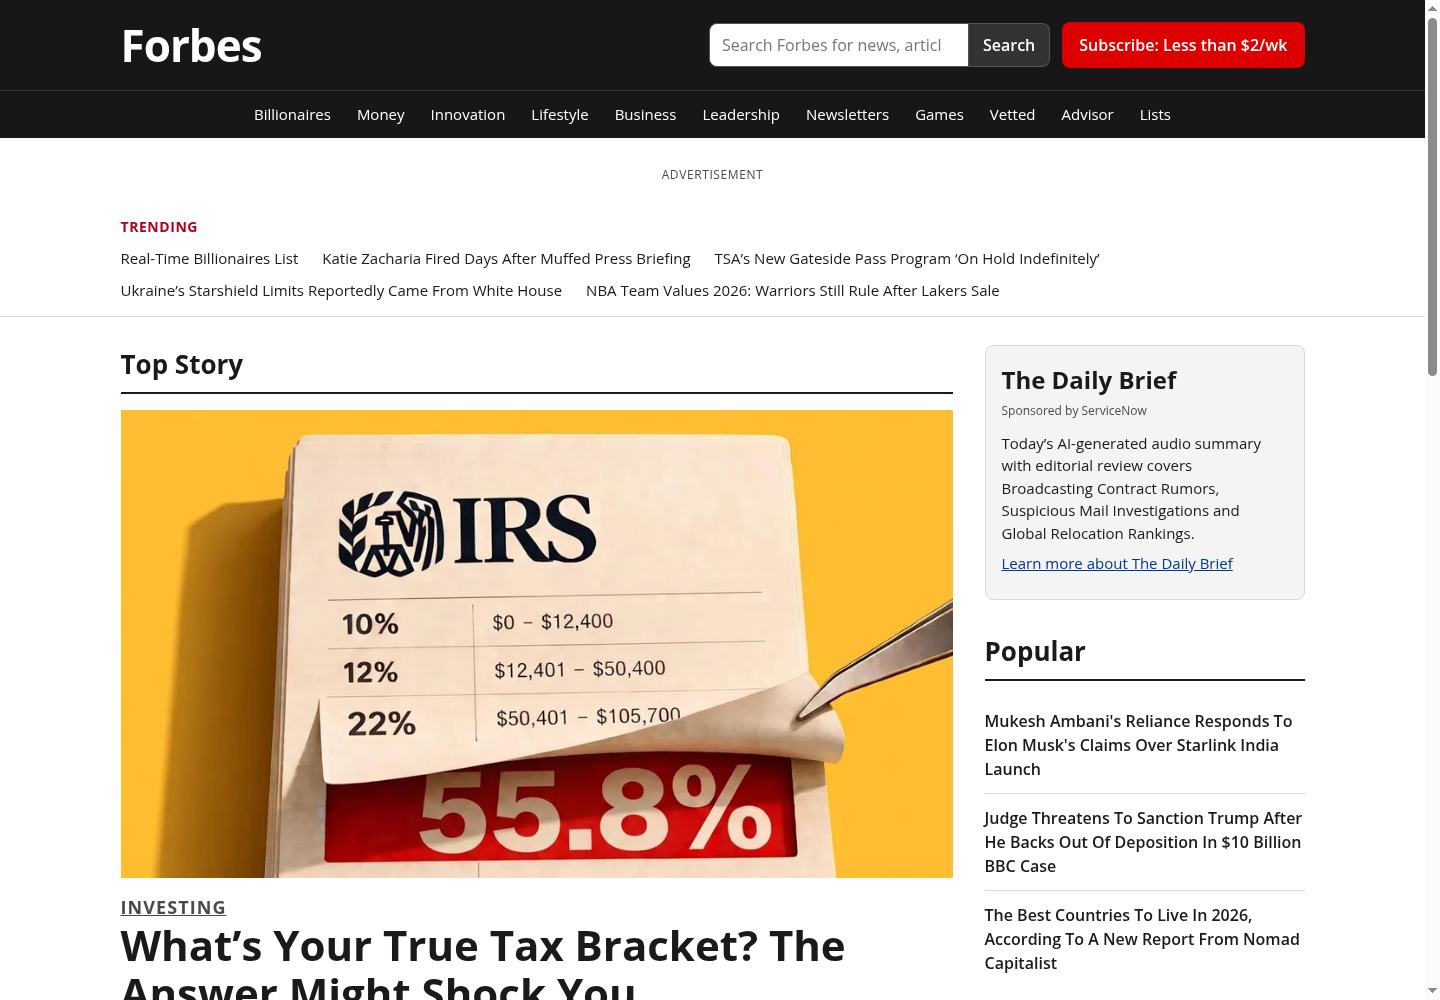 Forbes
Search Forbes for news, articl
Search
Subscribe: Less than $2/wk
Billionaires
Money
Innovation
Lifestyle
Business
Leadership
Newsletters
Games
Vetted
Advisor
Lists
ADVERTISEMENT
TRENDING
Real-Time Billionaires List
Katie Zacharia Fired Days After Muffed Press Briefing
TSA’s New Gateside Pass Program ‘On Hold Indefinitely’
Ukraine’s Starshield Limits Reportedly Came From White House
NBA Team Values 2026: Warriors Still Rule After Lakers Sale
Top Story
IRS
10% $0 – $12,400
12% $12,401 – $50,400
22% $50,401 – $105,700
55.8%
INVESTING
What’s Your True Tax Bracket? The
Answer Might Shock You
The Daily Brief
Sponsored by ServiceNow
Today’s AI-generated audio summary
with editorial review covers
Broadcasting Contract Rumors,
Suspicious Mail Investigations and
Global Relocation Rankings.
Learn more about The Daily Brief
Popular
Mukesh Ambani's Reliance Responds To
Elon Musk's Claims Over Starlink India
Launch
Judge Threatens To Sanction Trump After
He Backs Out Of Deposition In $10 Billion
BBC Case
The Best Countries To Live In 2026,
According To A New Report From Nomad
Capitalist